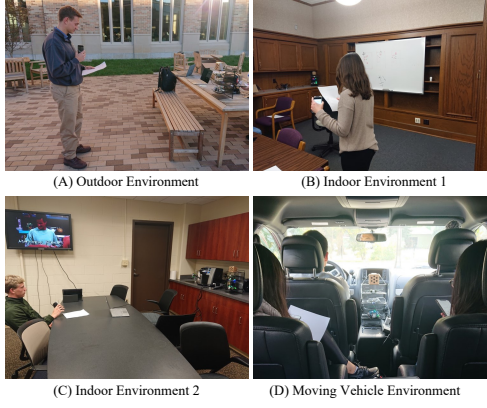 (A) Outdoor Environment
(B) Indoor Environment 1
(C) Indoor Environment 2
(D) Moving Vehicle Environment